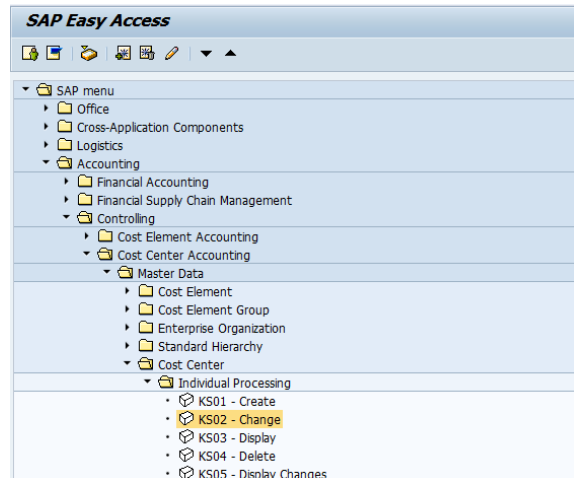 SAP Easy Access
SAP menu
Office
Cross-Application Components
Logistics
Accounting
Financial Accounting
Financial Supply Chain Management
Controlling
Cost Element Accounting
Cost Center Accounting
Master Data
Cost Element
Cost Element Group
Enterprise Organization
Standard Hierarchy
Cost Center
Individual Processing
KS01 - Create
KS02 - Change
KS03 - Display
KS04 - Delete
KS05 - Display Changes